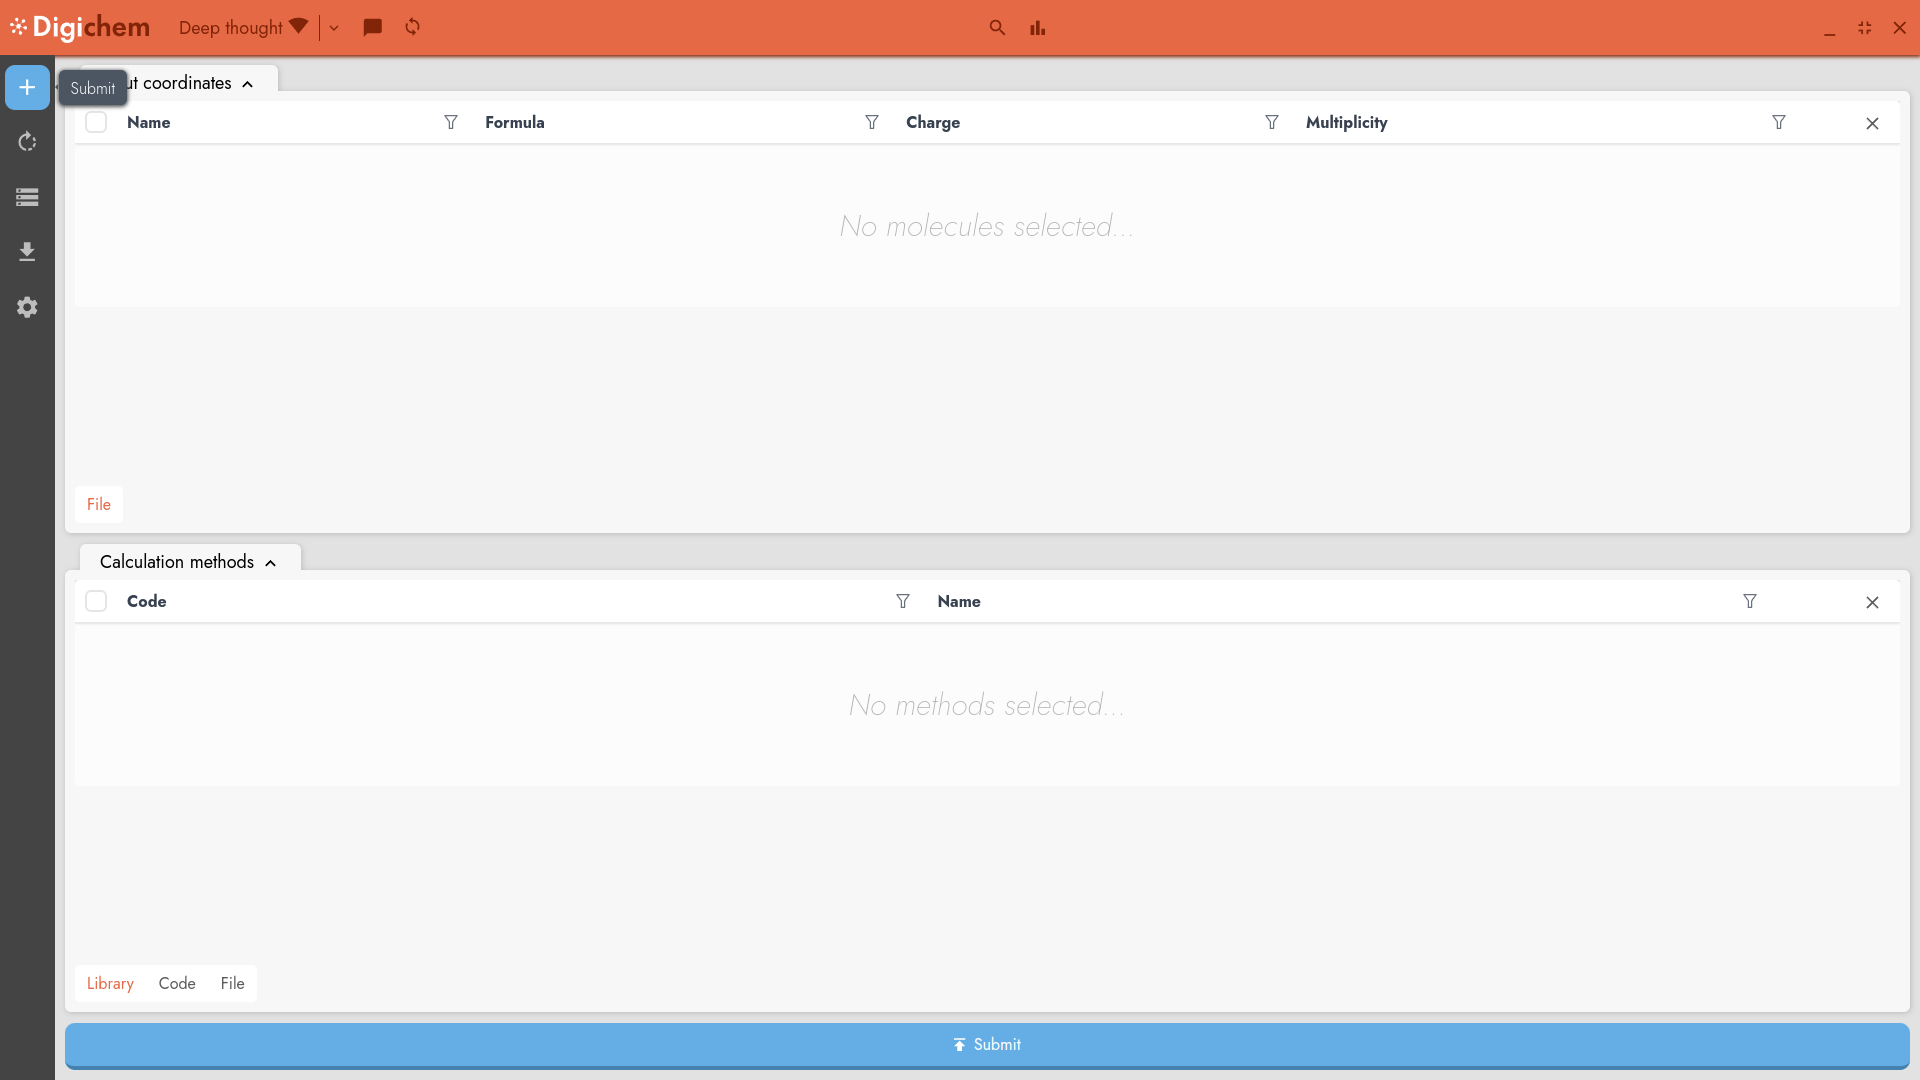 Digichem Deep thought
Submit ut coordinates
Name Formula Charge Multiplicity
No molecules selected...
File
Calculation methods
Code Name
No methods selected...
Library Code File
Submit